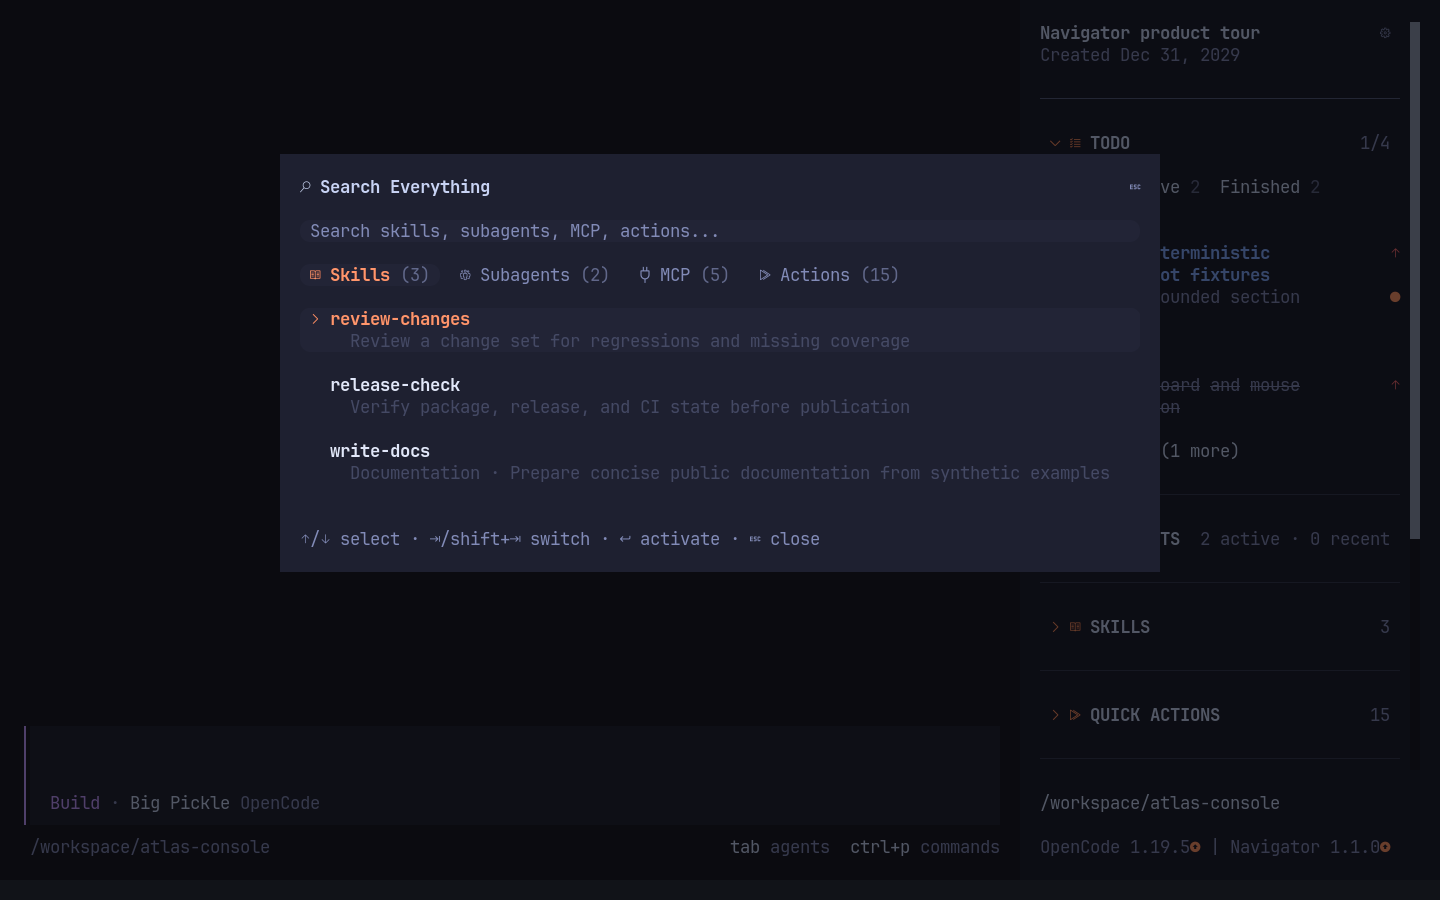 Navigator product tour
Created Dec 31, 2029
TODO 1/4
Search Everything esc
ve 2 Finished 2
Search skills, subagents, MCP, actions...
terministic ↑
Skills (3) Subagents (2) MCP (5) Actions (15)
ot fixtures
ounded section
review-changes
Review a change set for regressions and missing coverage
release-check
oard and mouse ↑
Verify package, release, and CI state before publication
on
write-docs
(1 more)
Documentation · Prepare concise public documentation from synthetic examples
↑/↓ select · ⇥/shift+⇥ switch · ↩ activate · esc close
TS 2 active · 0 recent
SKILLS 3
QUICK ACTIONS 15
Build · Big Pickle OpenCode
/workspace/atlas-console
/workspace/atlas-console tab agents ctrl+p commands
OpenCode 1.19.5 | Navigator 1.1.0